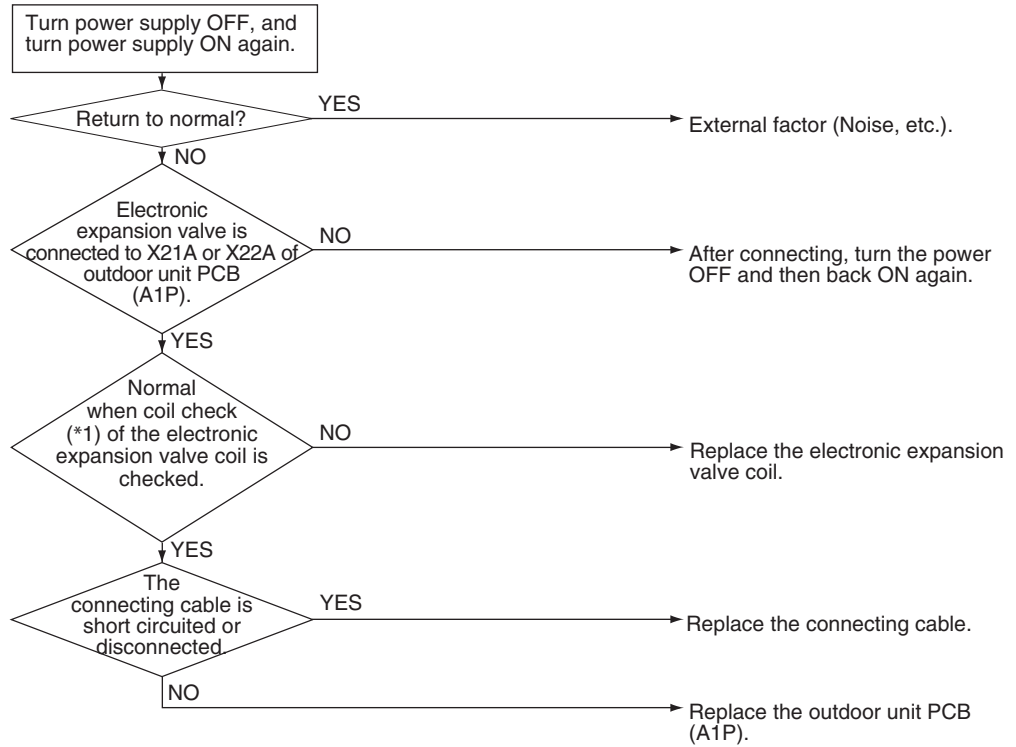 Turn power supply OFF, and
turn power supply ON again.
Return to normal?
YES
External factor (Noise, etc.).
NO
Electronic
expansion valve is
connected to X21A or X22A of
outdoor unit PCB
(A1P).
NO
After connecting, turn the power
OFF and then back ON again.
YES
Normal
when coil check
(*1) of the electronic
expansion valve coil is
checked.
NO
Replace the electronic expansion
valve coil.
YES
The
connecting cable is
short circuited or
disconnected.
YES
Replace the connecting cable.
NO
Replace the outdoor unit PCB
(A1P).